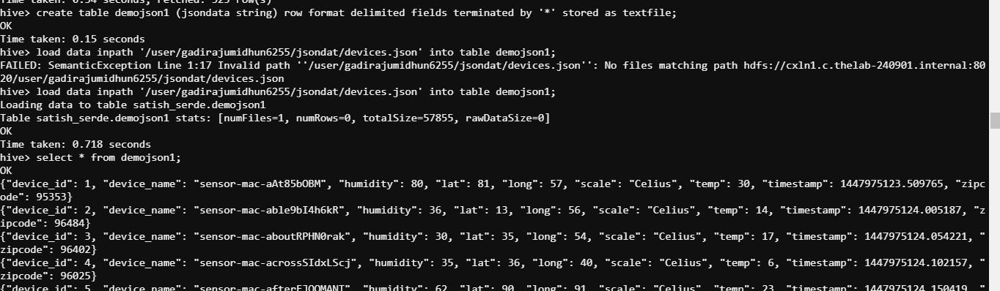 Time taken: 0.34 seconds, Fetched: 325 row(s)
hive> create table demojson1 (jsondata string) row format delimited fields terminated by '*' stored as textfile;
OK
Time taken: 0.15 seconds
hive> load data inpath '/user/gadirajumidhun6255/jsondat/devices.json' into table demojson1;
FAILED: SemanticException Line 1:17 Invalid path ''/user/gadirajumidhun6255/jsondat/devices.json'': No files matching path hdfs://cxln1.c.thelab-240901.internal:80
20/user/gadirajumidhun6255/jsondat/devices.json
hive> load data inpath '/user/gadirajumidhun6255/jsondat/devices.json' into table demojson1;
Loading data to table satish_serde.demojson1
Table satish_serde.demojson1 stats: [numFiles=1, numRows=0, totalSize=57855, rawDataSize=0]
OK
Time taken: 0.718 seconds
hive> select * from demojson1;
OK
{"device_id": 1, "device_name": "sensor-mac-aAt85bOBM", "humidity": 80, "lat": 81, "long": 57, "scale": "Celius", "temp": 30, "timestamp": 1447975123.509765, "zipc
ode": 95353}
{"device_id": 2, "device_name": "sensor-mac-able9bI4h6kR", "humidity": 36, "lat": 13, "long": 56, "scale": "Celius", "temp": 14, "timestamp": 1447975124.005187, "z
ipcode": 96484}
{"device_id": 3, "device_name": "sensor-mac-aboutRPHN0rak", "humidity": 30, "lat": 35, "long": 54, "scale": "Celius", "temp": 17, "timestamp": 1447975124.054221, "
zipcode": 96402}
{"device_id": 4, "device_name": "sensor-mac-acrossSIdxLScj", "humidity": 35, "lat": 36, "long": 40, "scale": "Celius", "temp": 6, "timestamp": 1447975124.102157, "
zipcode": 96025}
{"device_id": 5, "device_name": "humidity": 62, "lat": 90, "long": 91, "scale": "Celius", "temp": 23, "timestamp": 1447975124.150419, "